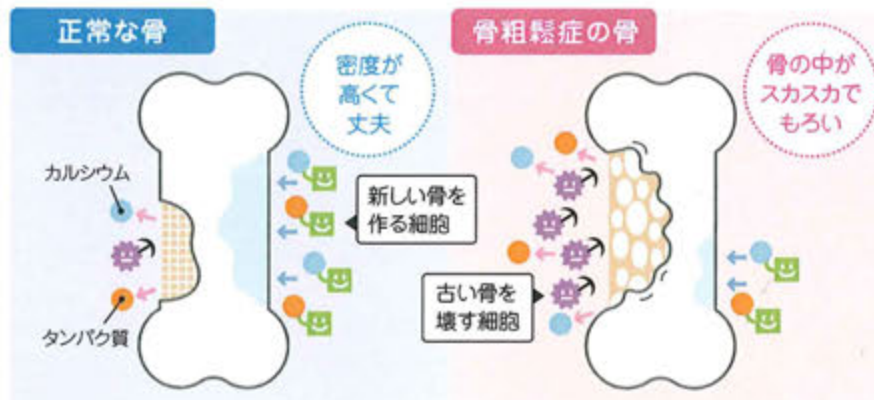 正常な骨
密度が
高くて
丈夫
カルシウム
タンパク質
新しい骨を
作る細胞
骨粗鬆症の骨
骨の中が
スカスカで
もろい
古い骨を
壊す細胞